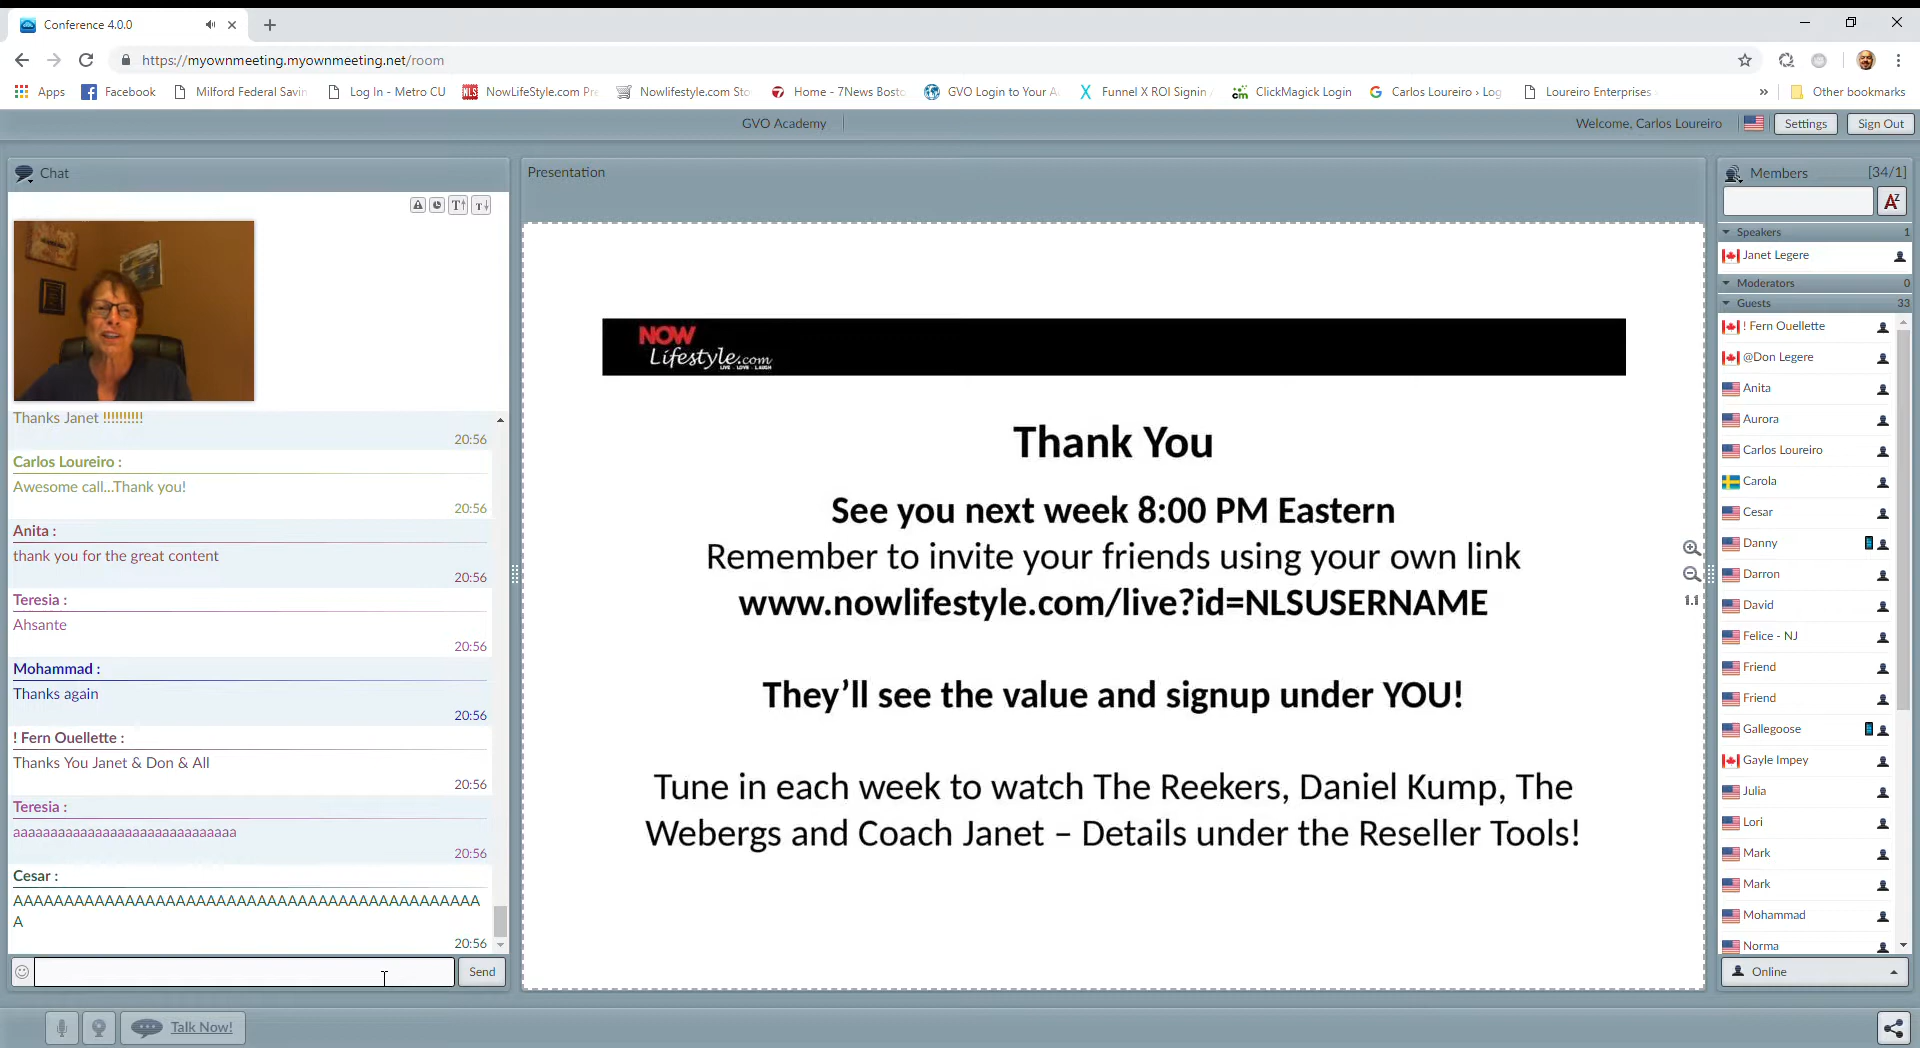 Conference 4.0.0
https://myownmeeting.myownmeeting.net/room
Apps
Facebook
Milford Federal Savin
Log In - Metro CU
NLS
NowLifeStyle.com Pre
Nowlifestyle.com Sto
Home - 7News Bosto
GVO Login to Your A
Funnel X ROI Signin
cm
ClickMagick Login
Carlos Loureiro › Log
Loureiro Enterprises
»
Other bookmarks
GVO Academy
Welcome, Carlos Loureiro
Settings
Sign Out
Chat
Thanks Janet !!!!!!!!!!
20:56
Carlos Loureiro :
Awesome call...Thank you!
20:56
Anita :
thank you for the great content
20:56
Teresia :
Ahsante
20:56
Mohammad :
Thanks again
20:56
! Fern Ouellette :
Thanks You Janet & Don & All
20:56
Teresia :
aaaaaaaaaaaaaaaaaaaaaaaaaaaaaa
20:56
Cesar :
AAAAAAAAAAAAAAAAAAAAAAAAAAAAAAAAAAAAAAAAAAAAAA
A
20:56
Send
Talk Now!
Presentation
NOW
Lifestyle.com
LIVE - LOVE - LAUGH
Thank You
See you next week 8:00 PM Eastern
Remember to invite your friends using your own link
www.nowlifestyle.com/live?id=NLSUSERNAME
They’ll see the value and signup under YOU!
Tune in each week to watch The Reekers, Daniel Kump, The
Webergs and Coach Janet – Details under the Reseller Tools!
1.1
Members
[34/1]
Speakers 1
Janet Legere
Moderators 0
Guests 33
! Fern Ouellette
@Don Legere
Anita
Aurora
Carlos Loureiro
Carola
Cesar
Danny
Darron
David
Felice - NJ
Friend
Friend
Gallegoose
Gayle Impey
Julia
Lori
Mark
Mark
Mohammad
Norma
Online